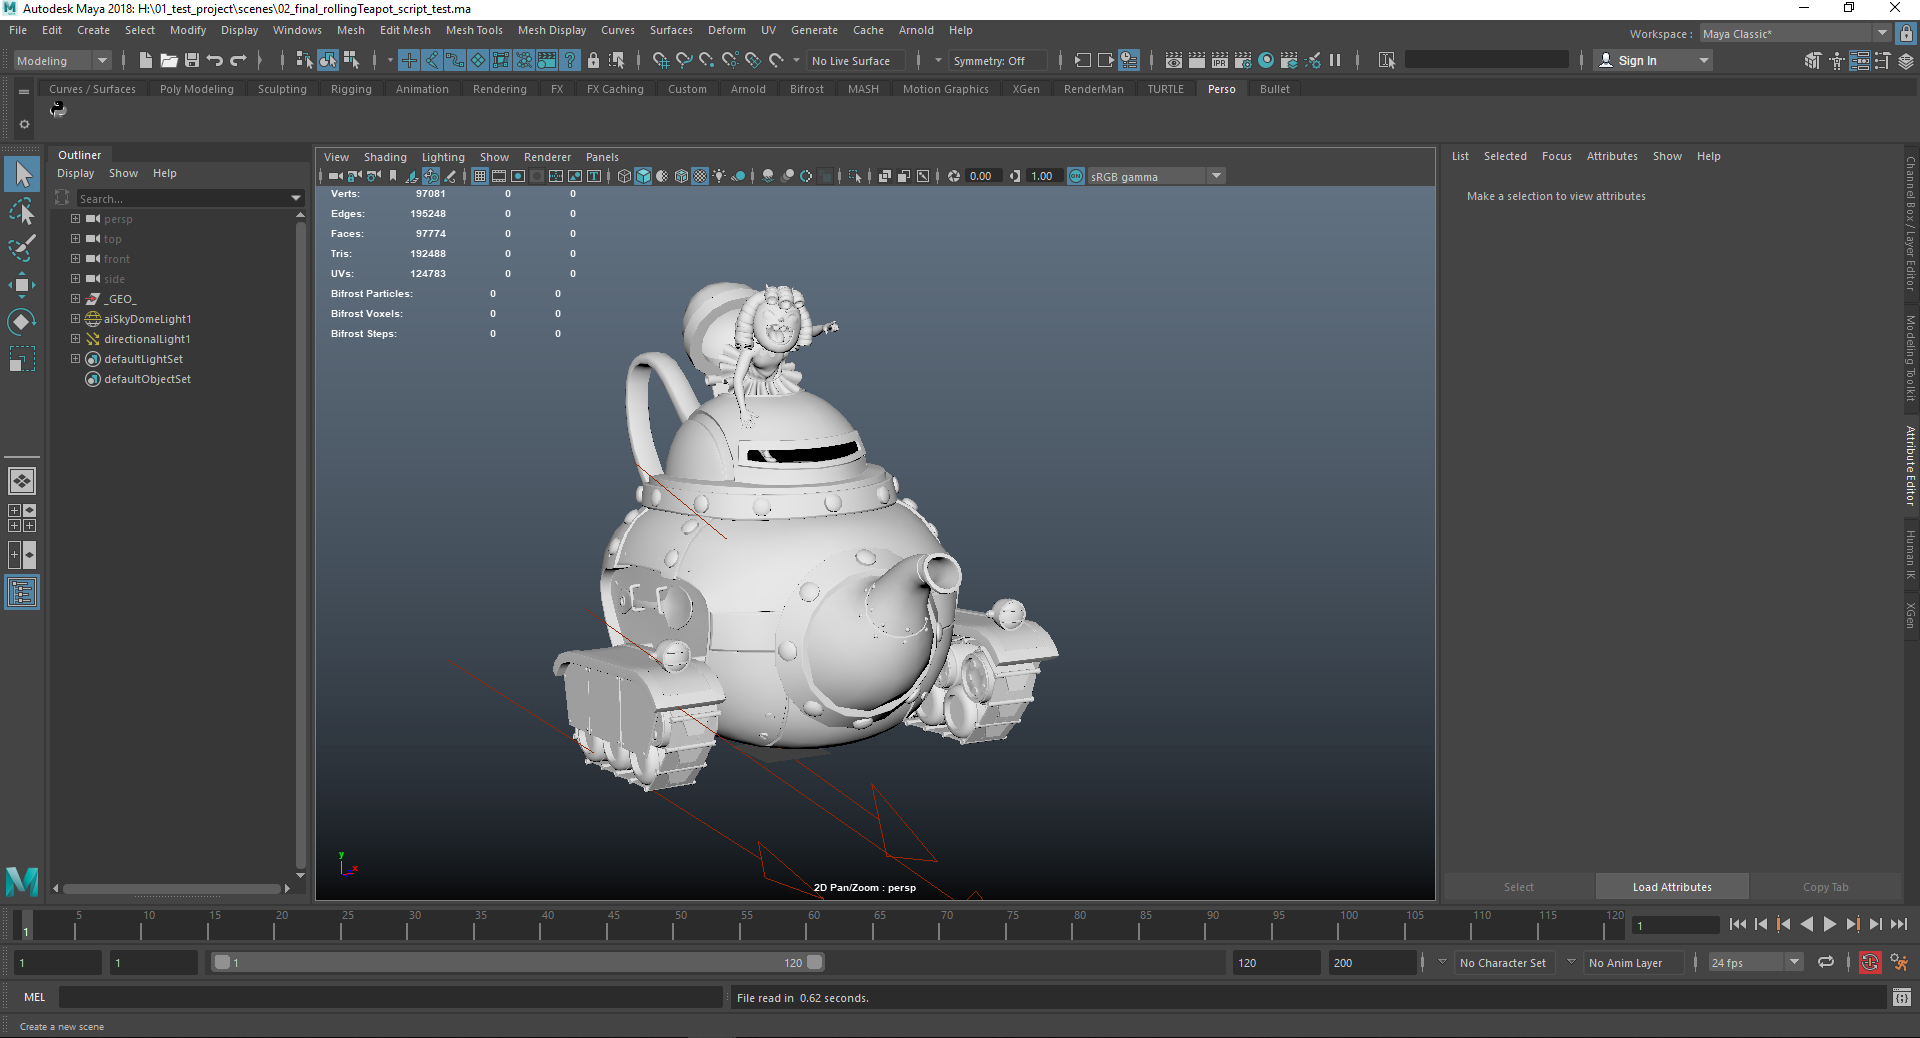 Autodesk Maya 2018: H:\01_test_project\scenes\02_final_rollingTeapot_script_test.ma
File Edit Create Select Modify Display Windows Mesh Edit Mesh Mesh Tools Mesh Display Curves Surfaces Deform UV Generate Cache Arnold Help
Workspace : Maya Classic*
Modeling
No Live Surface
Symmetry: Off
IPR
Sign In
Curves / Surfaces Poly Modeling Sculpting Rigging Animation Rendering FX FX Caching Custom Arnold Bifrost MASH Motion Graphics XGen RenderMan TURTLE Perso Bullet
Outliner
Display Show Help
Search...
persp
top
front
side
_GEO_
aiSkyDomeLight1
directionalLight1
defaultLightSet
defaultObjectSet
View Shading Lighting Show Renderer Panels
0.00 1.00 ON sRGB gamma
Verts: 97081 0 0
Edges: 195248 0 0
Faces: 97774 0 0
Tris: 192488 0 0
UVs: 124783 0 0
Bifrost Particles: 0 0
Bifrost Voxels: 0 0
Bifrost Steps: 0 0
y
x
2D Pan/Zoom : persp
List Selected Focus Attributes Show Help
Make a selection to view attributes
Select Load Attributes Copy Tab
Channel Box / Layer Editor
Modeling Toolkit
Attribute Editor
Human IK
XGen
5 10 15 20 25 30 35 40 45 50 55 60 65 70 75 80 85 90 95 100 105 110 115 120
1
1
1 1 1 120 120 200 No Character Set No Anim Layer 24 fps
MEL File read in 0.62 seconds.
Create a new scene